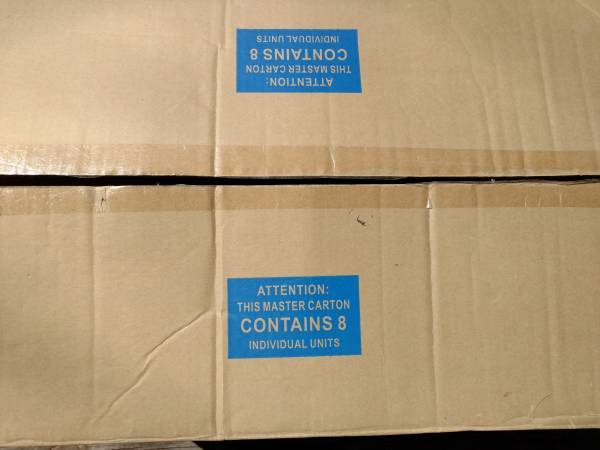 ATTENTION:
THIS MASTER CARTON
CONTAINS 8
INDIVIDUAL UNITS
ATTENTION:
THIS MASTER CARTON
CONTAINS 8
INDIVIDUAL UNITS